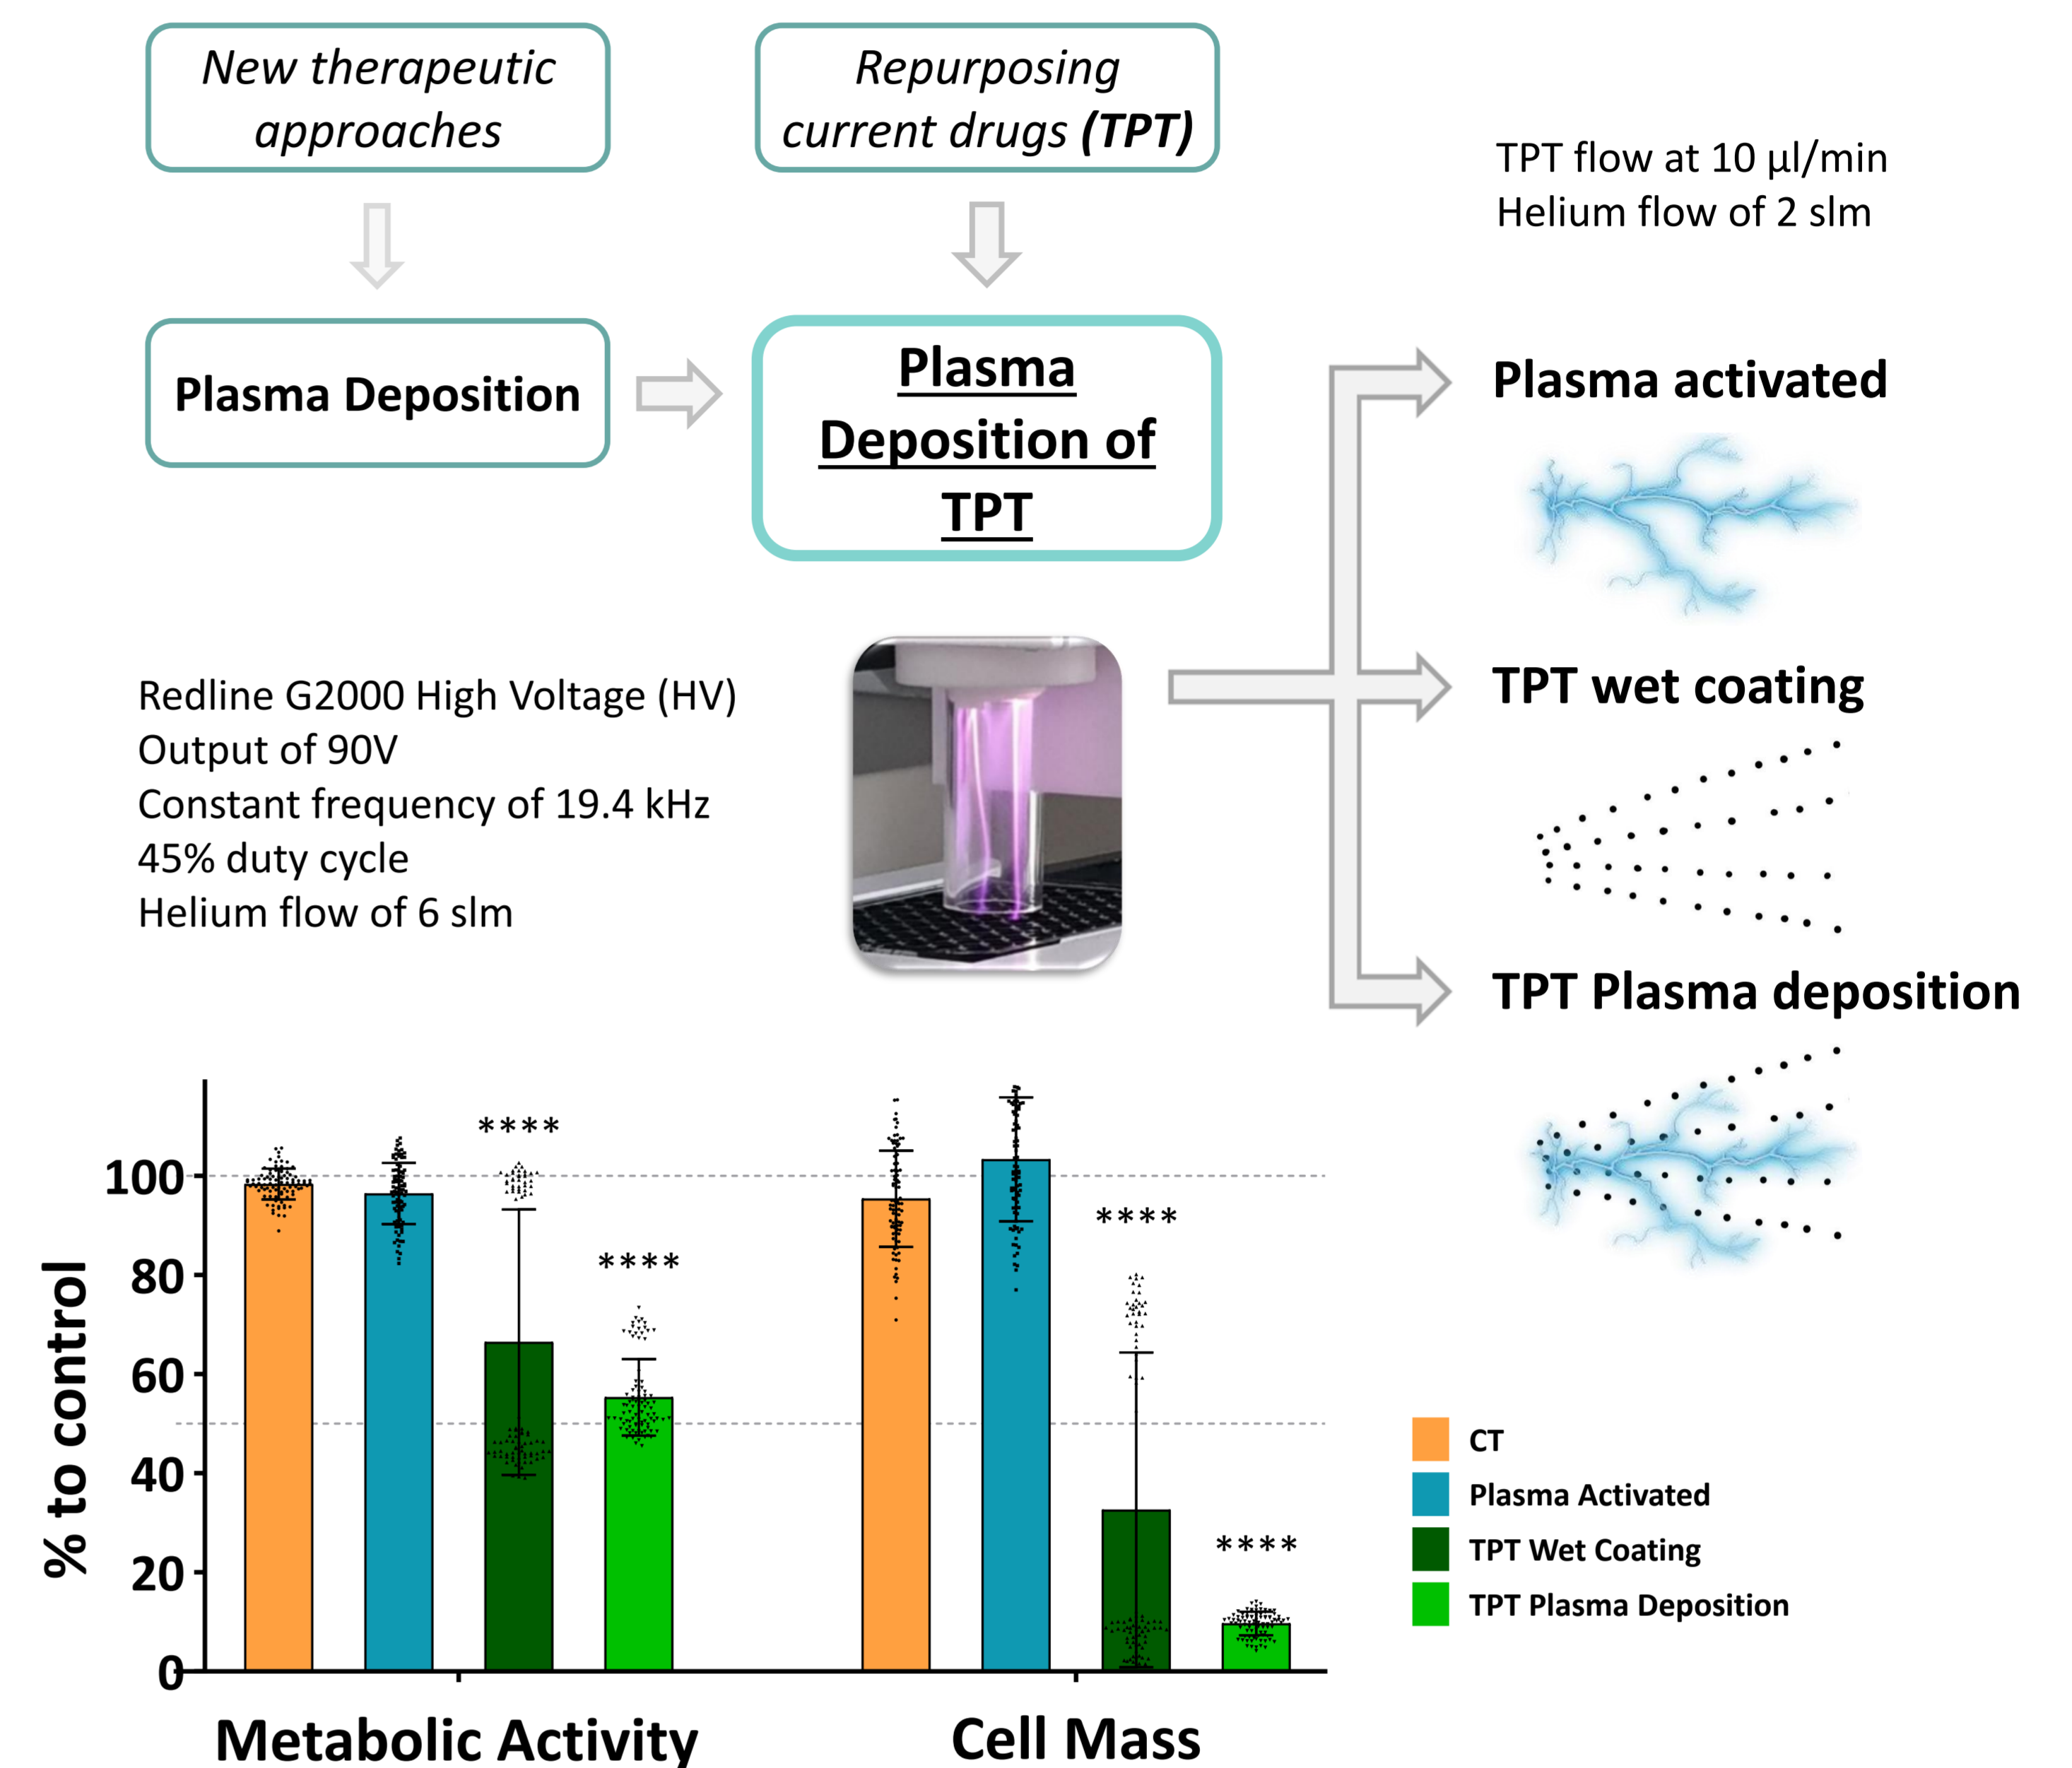 New therapeutic
approaches
Repurposing
current drugs (TPT)
TPT flow at 10 µl/min
Helium flow of 2 slm
Plasma Deposition
Plasma
Deposition of
TPT
Plasma activated
Redline G2000 High Voltage (HV)
Output of 90V
Constant frequency of 19.4 kHz
45% duty cycle
Helium flow of 6 slm
TPT wet coating
TPT Plasma deposition
% to control
100
80
60
40
20
0
****
****
****
****
Metabolic Activity
Cell Mass
CT
Plasma Activated
TPT Wet Coating
TPT Plasma Deposition